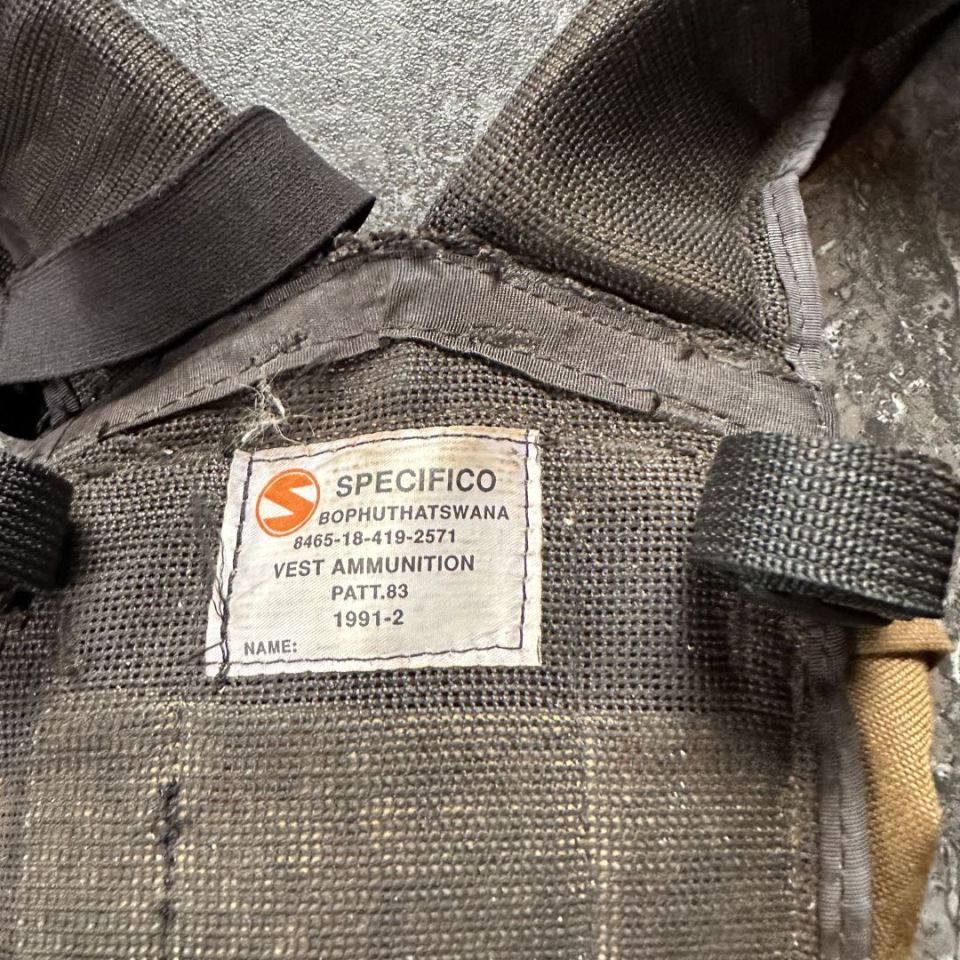 SPECIFICO
BOPHUTHATSWANA
8465-18-419-2571
VEST AMMUNITION
PATT.83
1991-2
NAME: